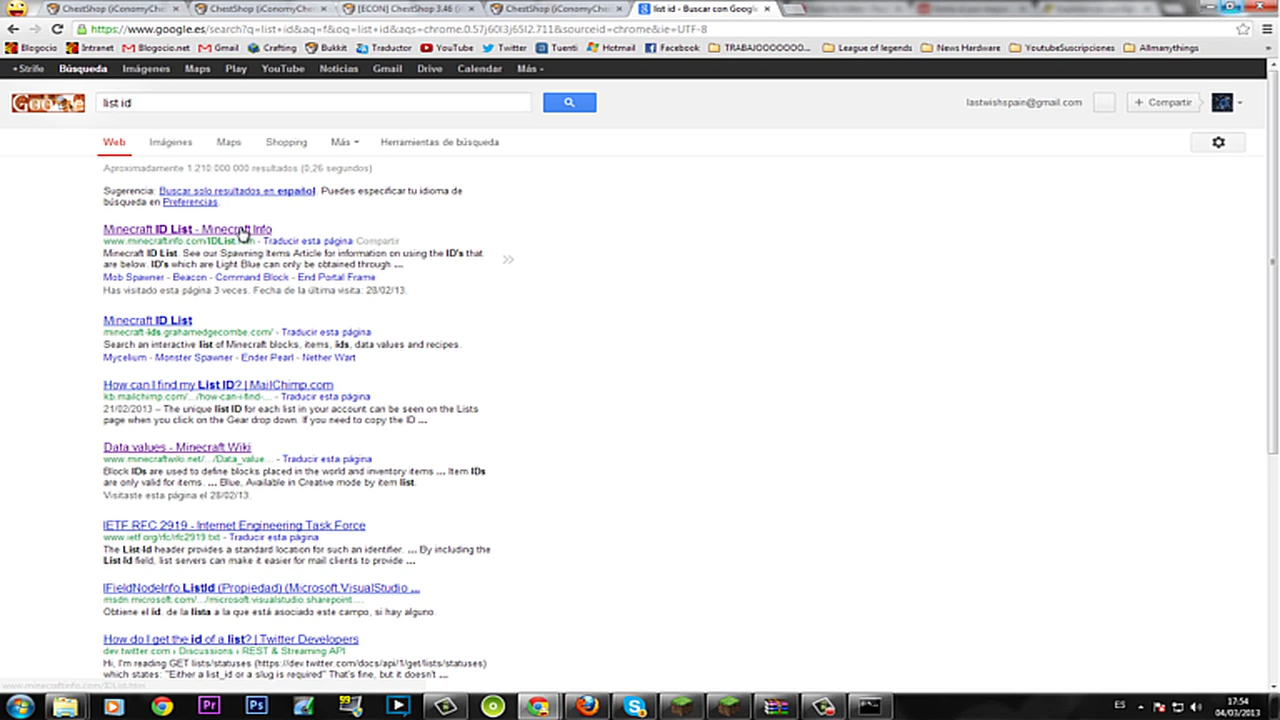 ChestShop (iConomyChe
ChestShop (iConomyChe
[ECON] ChestShop 3.46 (
ChestShop (iConomyChe
list id - Buscar con Google
https://www.google.es/search?q=list+id&aq=f&oq=list+id&aqs=chrome.0.57j60l3j65l2.711&sourceid=chrome&ie=UTF-8
Blogocio Intranet Blogocio.net Gmail Crafting Bukkit Traductor YouTube Twitter Tuenti Hotmail Facebook TRABAJOOOOOOO... League of legends News Hardware YoutubeSuscripciones Allmanythings
+Strife Búsqueda Imágenes Maps Play YouTube Noticias Gmail Drive Calendar Más
Google list id lastwishspain@gmail.com + Compartir
Web Imágenes Maps Shopping Más Herramientas de búsqueda
Aproximadamente 1.210.000.000 resultados (0,26 segundos)
Sugerencia: Buscar solo resultados en español. Puedes especificar tu idioma de
búsqueda en Preferencias.
Minecraft ID List - Minecraft Info
www.minecraftinfo.com/IDList. - Traducir esta página Compartir
Minecraft ID List. See our Spawning Items Article for information on using the ID's that
are below. ID's which are Light Blue can only be obtained through ...
Mob Spawner - Beacon - Command Block - End Portal Frame
Has visitado esta página 3 veces. Fecha de la última visita: 28/02/13.
Minecraft ID List
minecraft-ids.grahamedgecombe.com/ - Traducir esta página
Search an interactive list of Minecraft blocks, items, ids, data values and recipes.
Mycelium - Monster Spawner - Ender Pearl - Nether Wart
How can I find my List ID? | MailChimp.com
kb.mailchimp.com/.../how-can-i-find-... - Traducir esta página
21/02/2013 – The unique list ID for each list in your account can be seen on the Lists
page when you click on the Gear drop down. If you need to copy the ID ...
Data values - Minecraft Wiki
www.minecraftwiki.net/.../Data_value... - Traducir esta página
Block IDs are used to define blocks placed in the world and inventory items ... Item IDs
are only valid for items. ... Blue, Available in Creative mode by item list.
Visitaste esta página el 28/02/13.
IETF RFC 2919 - Internet Engineering Task Force
www.ietf.org/rfc/rfc2919.txt - Traducir esta página
The List-Id header provides a standard location for such an identifier. ... By including the
List-Id field, list servers can make it easier for mail clients to provide ...
IFieldNodeInfo.ListId (Propiedad) (Microsoft.VisualStudio ...
msdn.microsoft.com/.../microsoft.visualstudio.sharepoint....
Obtiene el id. de la lista a la que está asociado este campo, si hay alguno.
How do I get the id of a list? | Twitter Developers
dev.twitter.com › Discussions › REST & Streaming API
Hi, I'm reading GET lists/statuses (https://dev.twitter.com/docs/api/1/get/lists/statuses)
which states: "Either a list_id or a slug is required" That's fine, but it doesn't ...
www.minecraftinfo.com/IDList.htm
Pr Ps 99 ES 17:54
04/03/2013